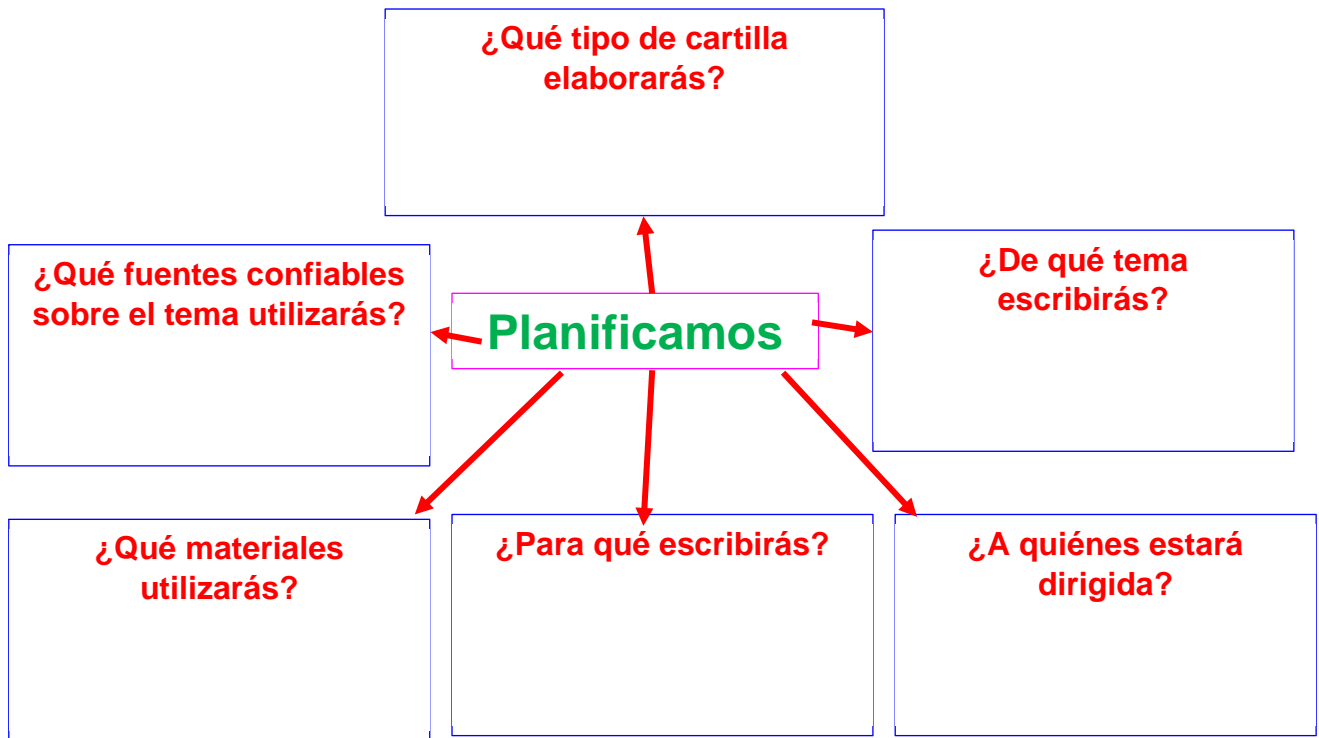 ¿Qué tipo de cartilla
elaborarás?
¿Qué fuentes confiables
sobre el tema utilizarás?
Planificamos
¿De qué tema
escribirás?
¿Qué materiales
utilizarás?
¿Para qué escribirás?
¿A quiénes estará
dirigida?